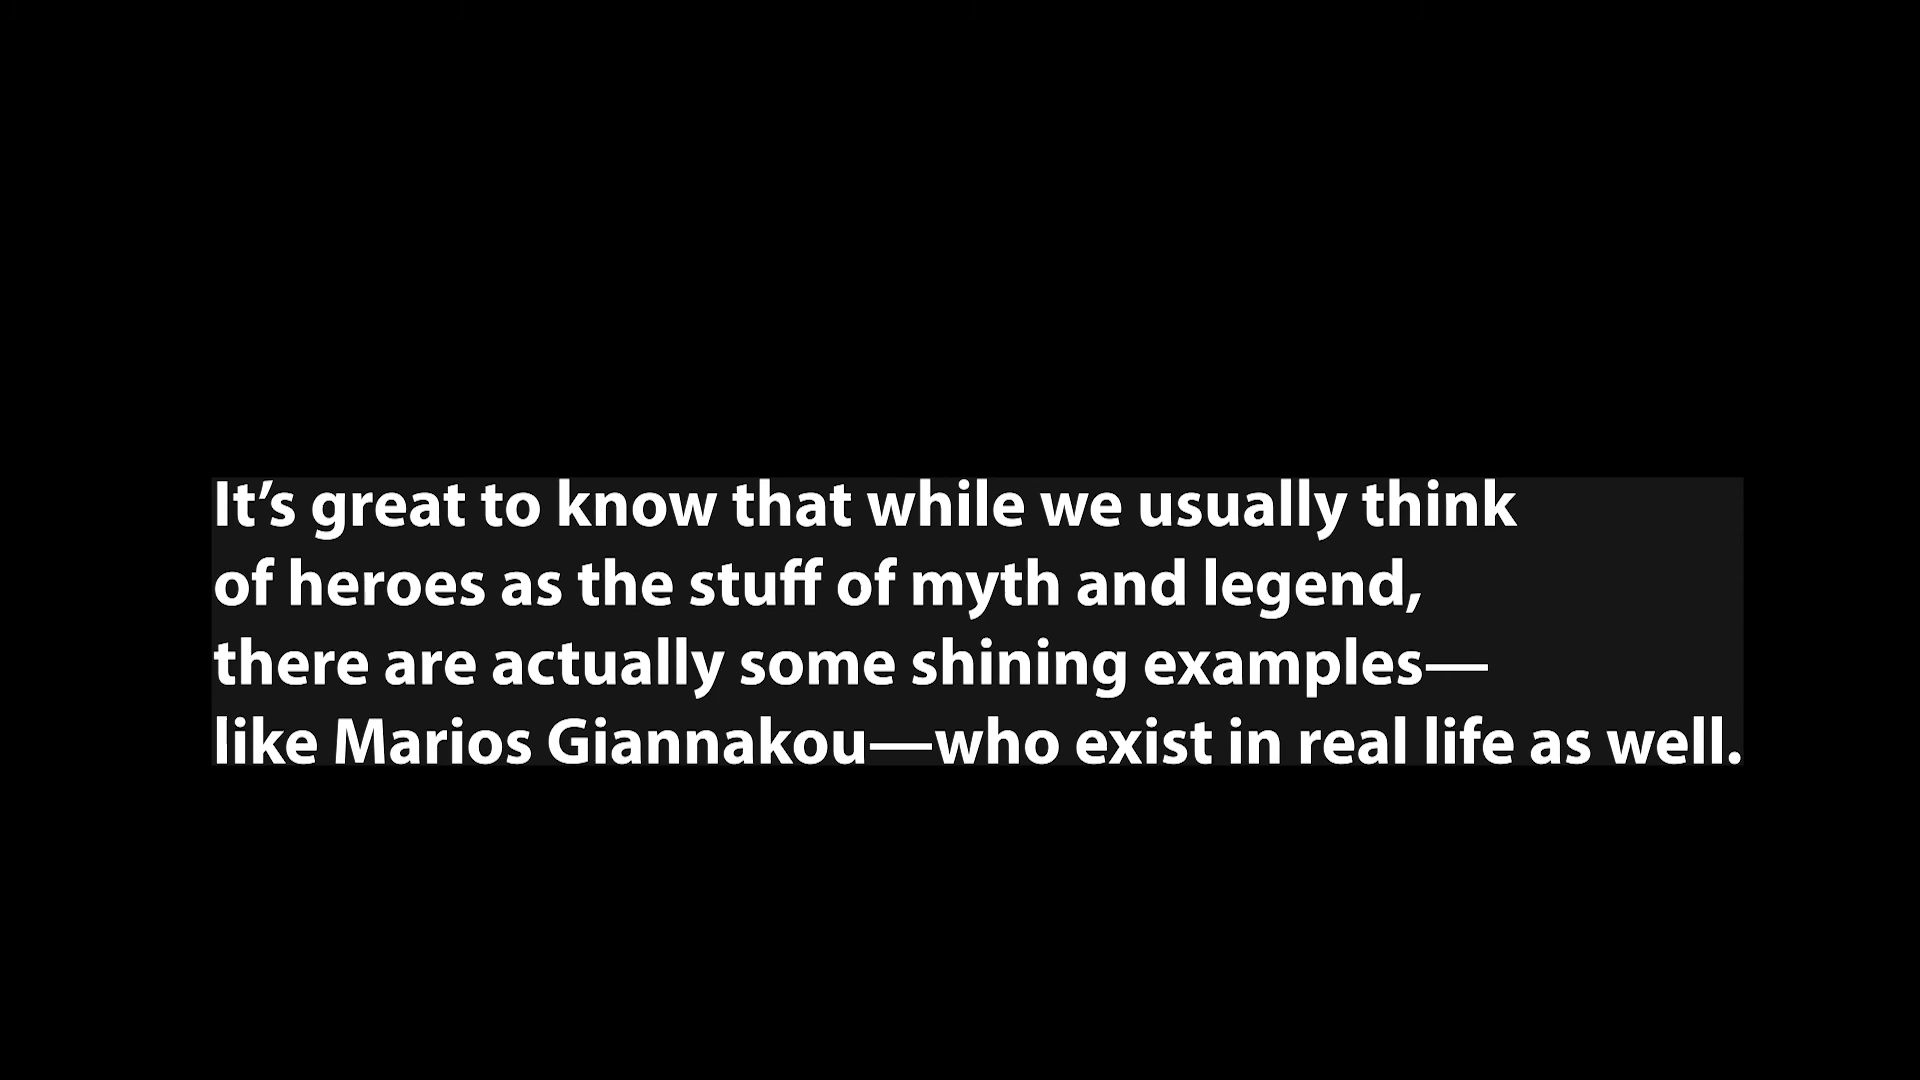 It’s great to know that while we usually think
of heroes as the stuff of myth and legend,
there are actually some shining examples—
like Marios Giannakou—who exist in real life as well.